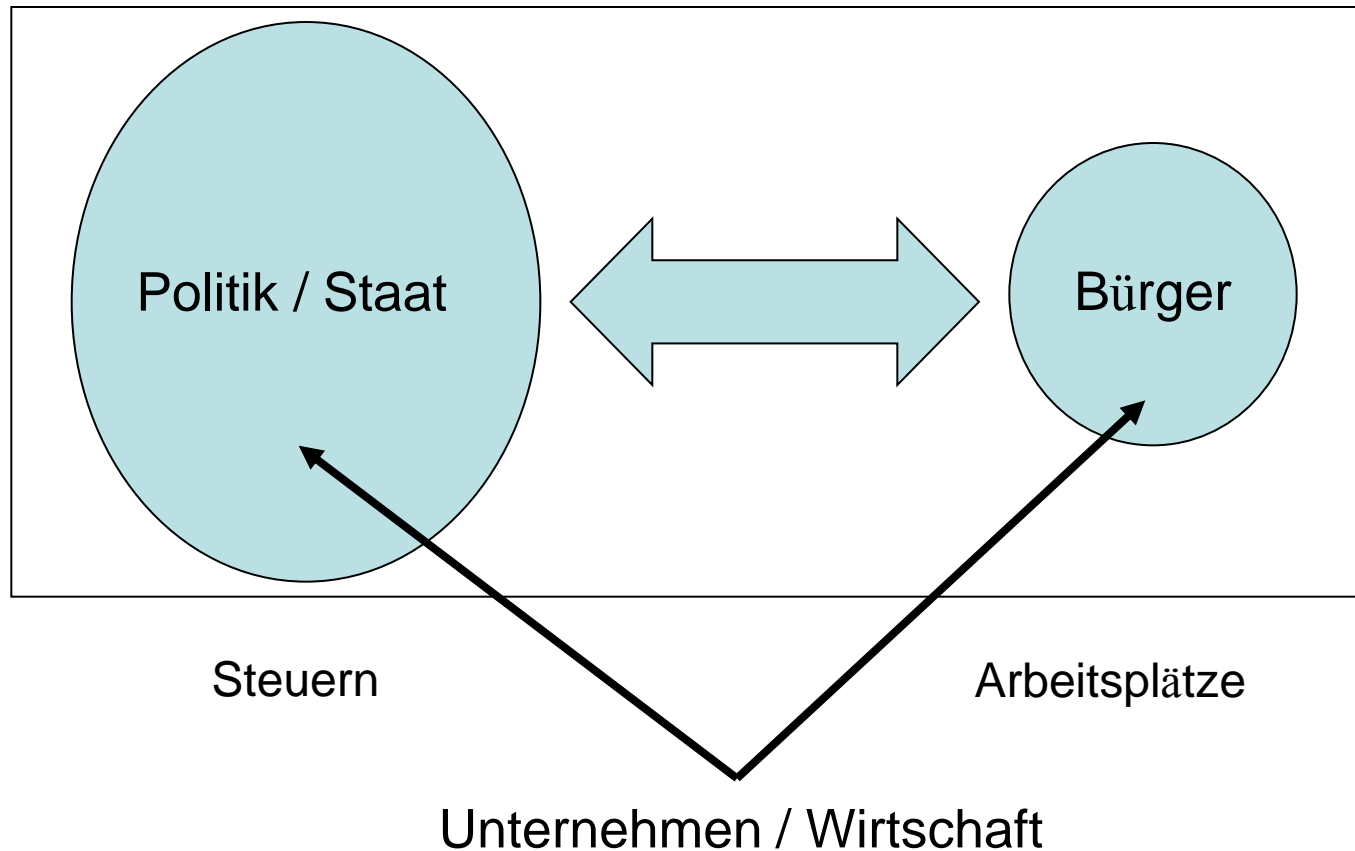 Politik / Staat
Bürger
Steuern
Arbeitsplätze
Unternehmen / Wirtschaft